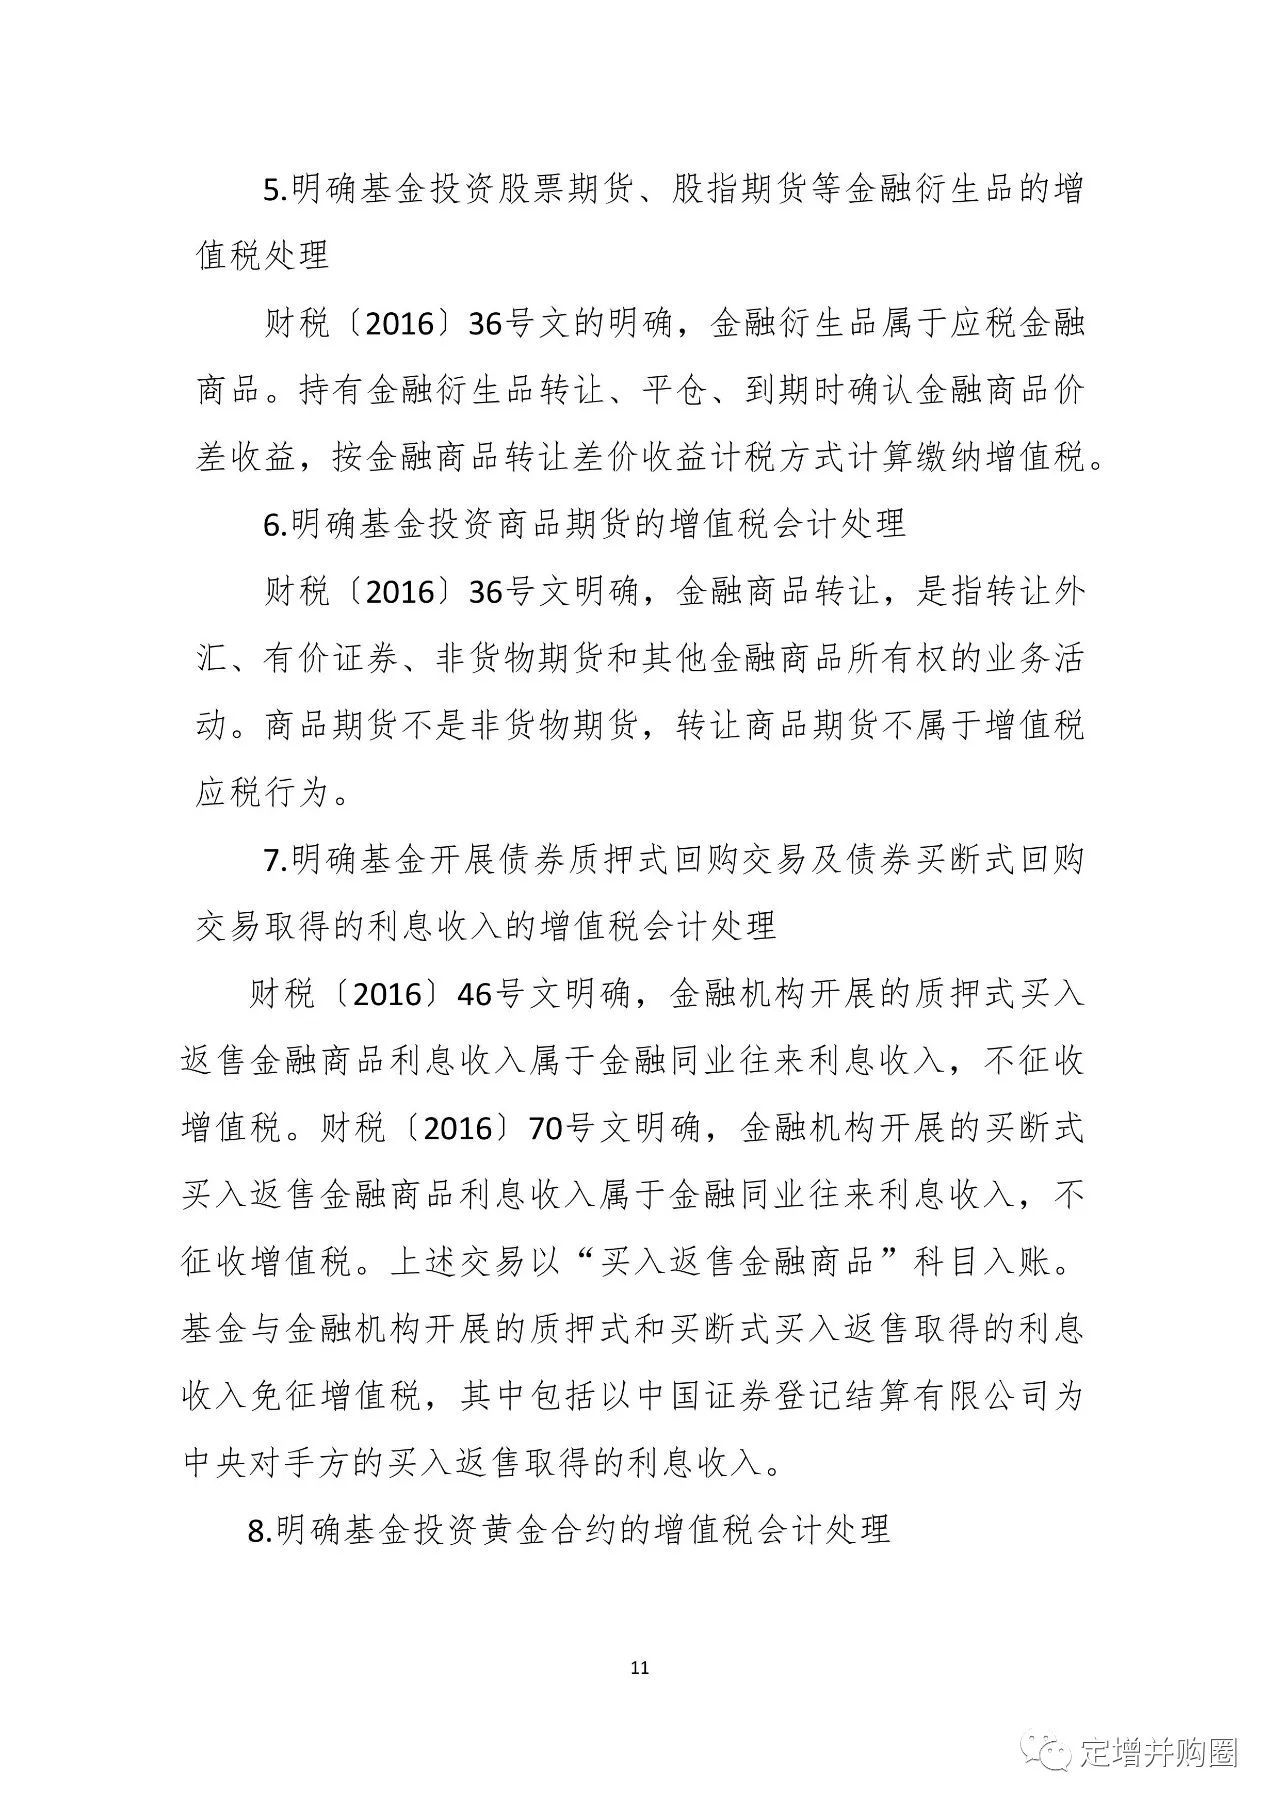 5.明确基金投资股票期货、股指期货等金融衍生品的增
值税处理
财税〔2016〕36号文的明确，金融衍生品属于应税金融
商品。持有金融衍生品转让、平仓、到期时确认金融商品价
差收益，按金融商品转让差价收益计税方式计算缴纳增值税。
6.明确基金投资商品期货的增值税会计处理
财税〔2016〕36号文明确，金融商品转让，是指转让外
汇、有价证券、非货物期货和其他金融商品所有权的业务活
动。商品期货不是非货物期货，转让商品期货不属于增值税
应税行为。
7.明确基金开展债券质押式回购交易及债券买断式回购
交易取得的利息收入的增值税会计处理
财税〔2016〕46号文明确，金融机构开展的质押式买入
返售金融商品利息收入属于金融同业往来利息收入，不征收
增值税。财税〔2016〕70号文明确，金融机构开展的买断式
买入返售金融商品利息收入属于金融同业往来利息收入，不
征收增值税。上述交易以“买入返售金融商品”科目入账。
基金与金融机构开展的质押式和买断式买入返售取得的利息
收入免征增值税，其中包括以中国证券登记结算有限公司为
中央对手方的买入返售取得的利息收入。
8.明确基金投资黄金合约的增值税会计处理
11
定增并购圈